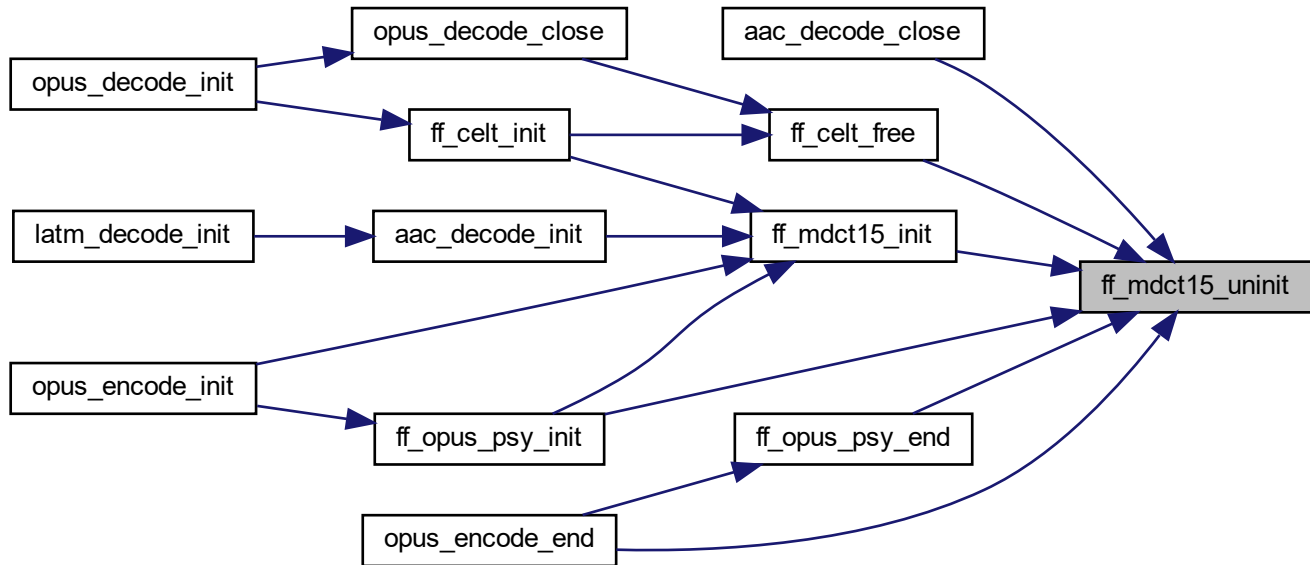 opus_decode_close
aac_decode_close
opus_decode_init
ff_celt_init
ff_celt_free
latm_decode_init
aac_decode_init
ff_mdct15_init
ff_mdct15_uninit
opus_encode_init
ff_opus_psy_init
ff_opus_psy_end
opus_encode_end